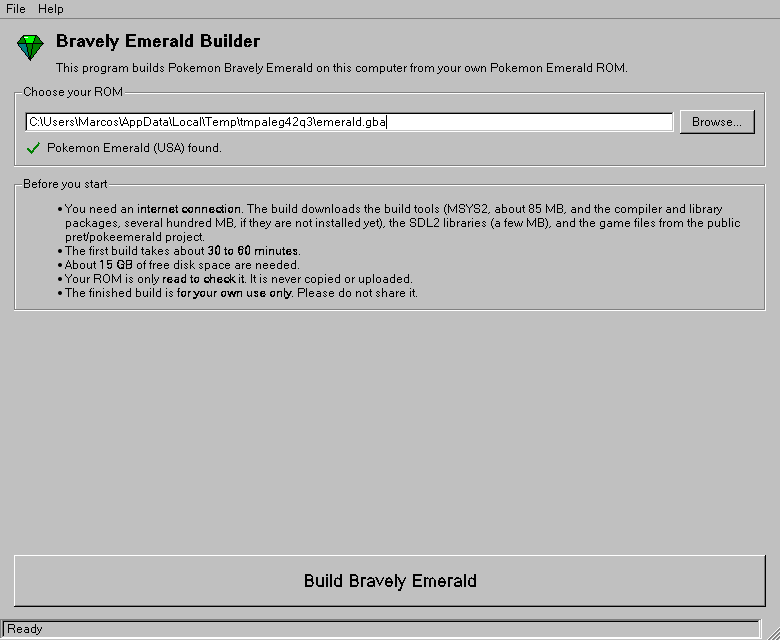 File Help
Bravely Emerald Builder
This program builds Pokemon Bravely Emerald on this computer from your own Pokemon Emerald ROM.
Choose your ROM
C:\Users\Marcos\AppData\Local\Temp\tmpaleg42q3\emerald.gba
Browse...
Pokemon Emerald (USA) found.
Before you start
• You need an internet connection. The build downloads the build tools (MSYS2, about 85 MB, and the compiler and library
packages, several hundred MB, if they are not installed yet), the SDL2 libraries (a few MB), and the game files from the public
pret/pokeemerald project.
• The first build takes about 30 to 60 minutes.
• About 15 GB of free disk space are needed.
• Your ROM is only read to check it. It is never copied or uploaded.
• The finished build is for your own use only. Please do not share it.
Build Bravely Emerald
Ready